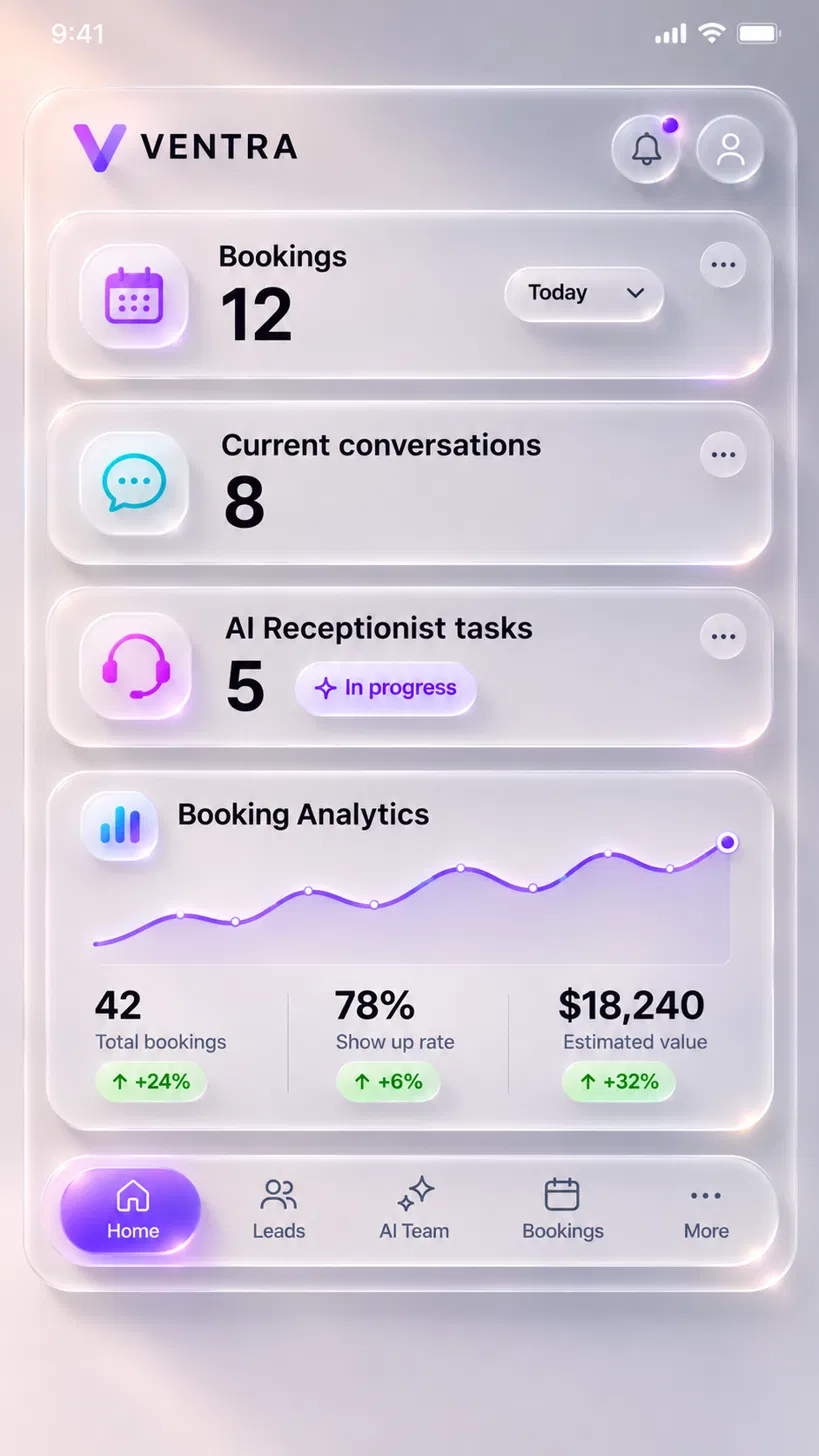 9:41
VENTRA
Bookings
12
Today
Current conversations
8
AI Receptionist tasks
5
In progress
Booking Analytics
42
78%
$18,240
Total bookings
Show up rate
Estimated value
↑ +24%
↑ +6%
↑ +32%
Home
Leads
AI Team
Bookings
More